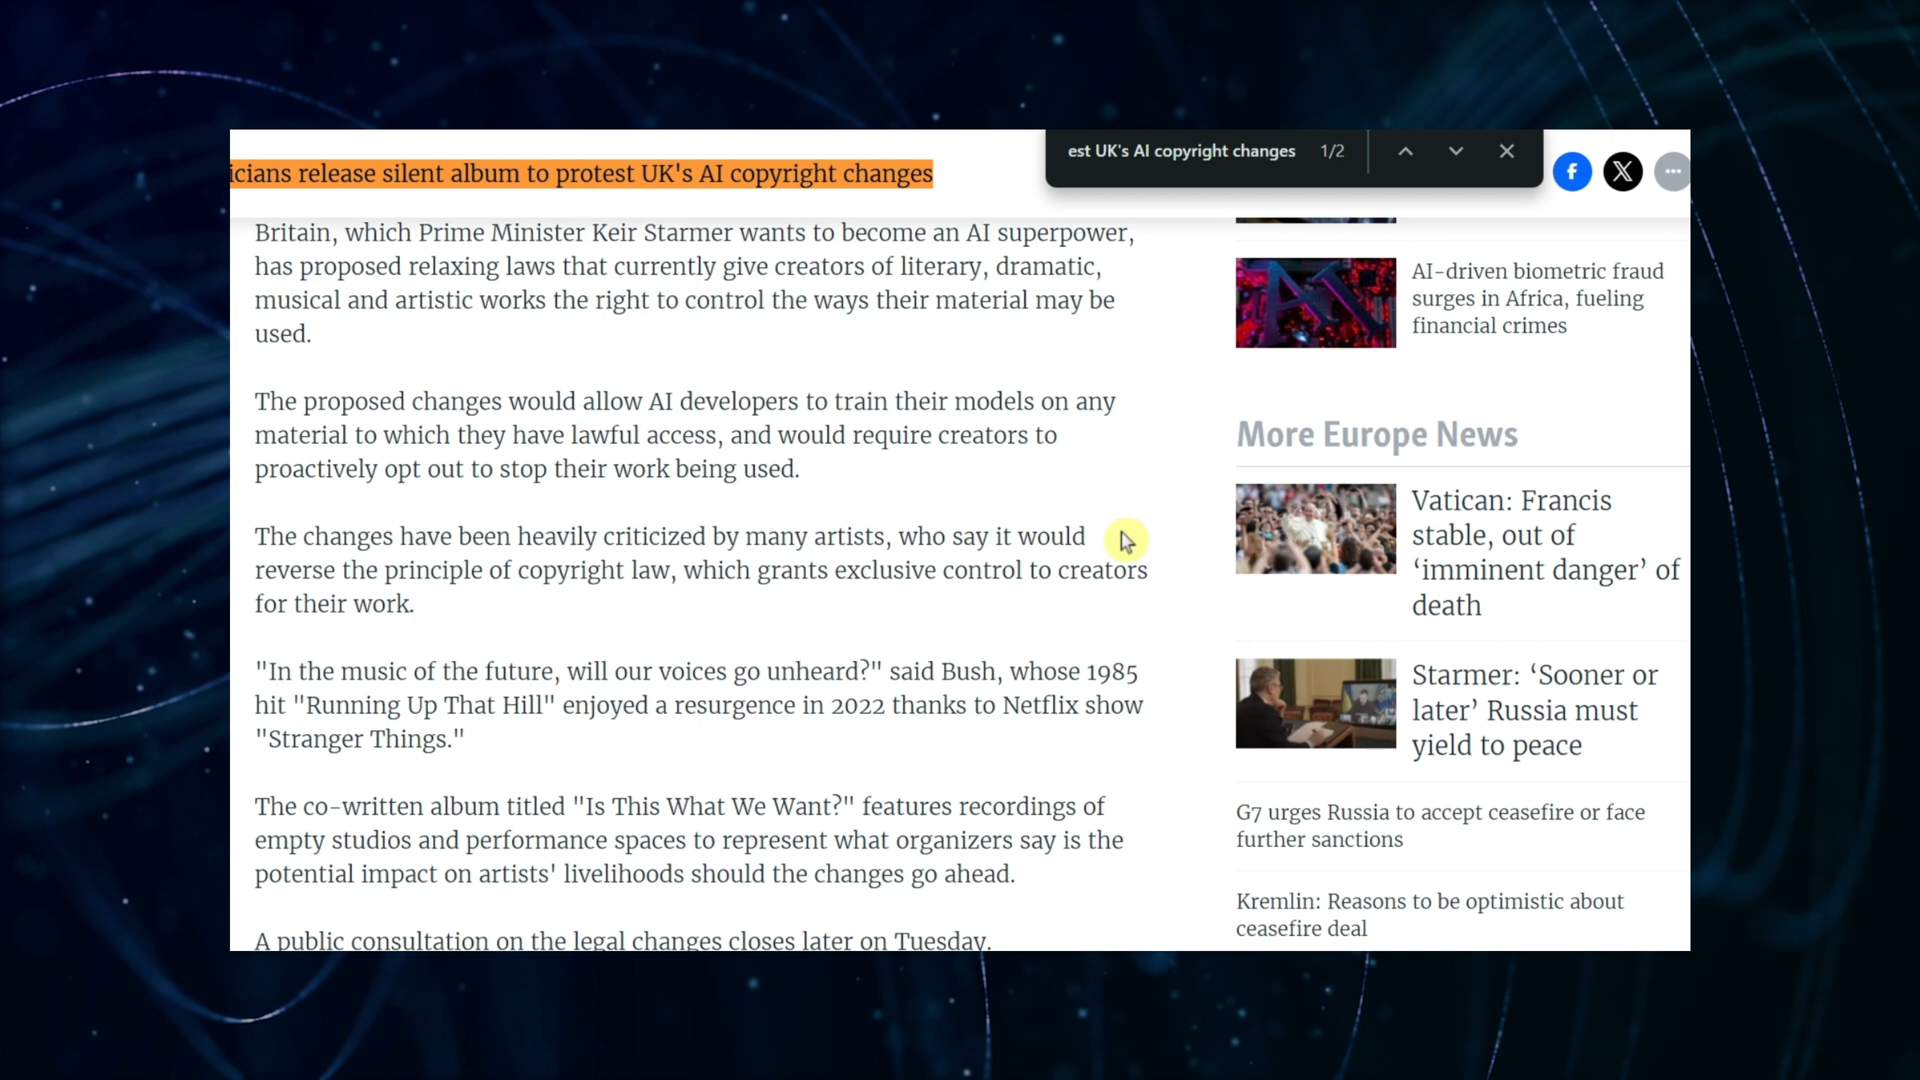 icians release silent album to protest UK's AI copyright changes
est UK's AI copyright changes 1/2
Britain, which Prime Minister Keir Starmer wants to become an AI superpower,
has proposed relaxing laws that currently give creators of literary, dramatic,
musical and artistic works the right to control the ways their material may be
used.
The proposed changes would allow AI developers to train their models on any
material to which they have lawful access, and would require creators to
proactively opt out to stop their work being used.
The changes have been heavily criticized by many artists, who say it would
reverse the principle of copyright law, which grants exclusive control to creators
for their work.
"In the music of the future, will our voices go unheard?" said Bush, whose 1985
hit "Running Up That Hill" enjoyed a resurgence in 2022 thanks to Netflix show
"Stranger Things."
The co-written album titled "Is This What We Want?" features recordings of
empty studios and performance spaces to represent what organizers say is the
potential impact on artists' livelihoods should the changes go ahead.
A public consultation on the legal changes closes later on Tuesday.
AI-driven biometric fraud
surges in Africa, fueling
financial crimes
More Europe News
Vatican: Francis
stable, out of
‘imminent danger’ of
death
Starmer: ‘Sooner or
later’ Russia must
yield to peace
G7 urges Russia to accept ceasefire or face
further sanctions
Kremlin: Reasons to be optimistic about
ceasefire deal